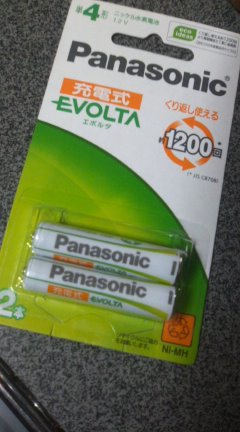 単4形
ニッケル水素電池
1.2V
eco ideas
Panasonic
充電式
EVOLTA
エボルタ
くり返し使える
約1200回
Panasonic
Panasonic
充電式 EVOLTA
2本
Ni-MH